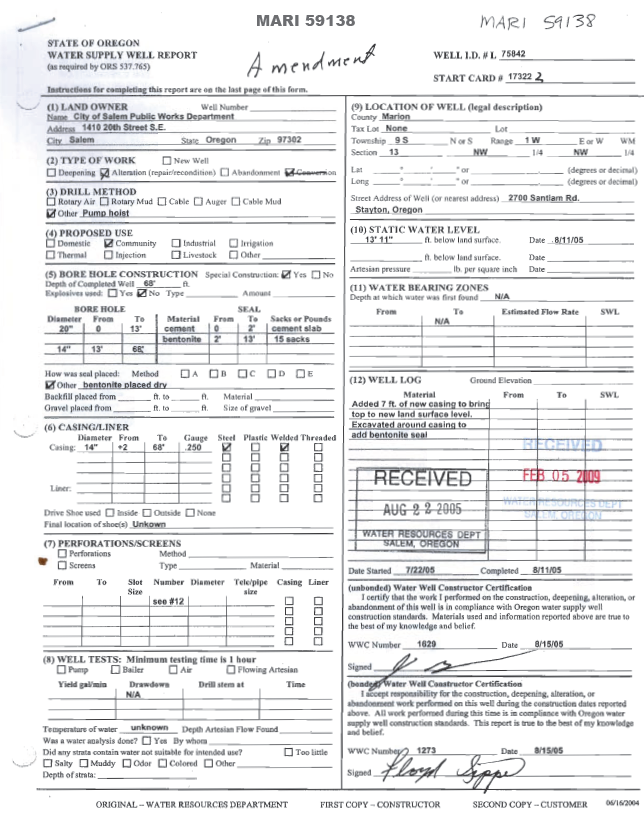 MARI 59138
MARI 59138
STATE OF OREGON
WATER SUPPLY WELL REPORT
(as required by ORS 537.765)
Amendment
WELL I.D. # L 75842
START CARD # 173222
Instructions for completing this report are on the last page of this form.
(1) LAND OWNER Well Number
Name City of Salem Public Works Department
Address 1410 20th Street S.E.
City Salem State Oregon Zip 97302
(2) TYPE OF WORK New Well
Deepening Alteration (repair/recondition) Abandonment Conversion
(3) DRILL METHOD
Rotary Air Rotary Mud Cable Auger Cable Mud
Other Pump hoist
(4) PROPOSED USE
Domestic Community Industrial Irrigation
Thermal Injection Livestock Other
(5) BORE HOLE CONSTRUCTION Special Construction: Yes No
Depth of Completed Well 68' ft.
Explosives used: Yes No Type Amount
BORE HOLE SEAL
Diameter From To Material From To Sacks or Pounds
20" 0 13' cement 0 2' cement slab
bentonite 2' 13' 15 sacks
14" 13' 68'
How was seal placed: Method A B C D E
Other bentonite placed dry
Backfill placed from ft. to ft. Material
Gravel placed from ft. to ft. Size of gravel
(6) CASING/LINER
Diameter From To Gauge Steel Plastic Welded Threaded
Casing: 14" +2 68' .250
Liner:
Drive Shoe used Inside Outside None
Final location of shoe(s) Unkown
(7) PERFORATIONS/SCREENS
Perforations Method
Screens Type Material
From To Slot Size Number Diameter Tele/pipe size Casing Liner
see #12
(8) WELL TESTS: Minimum testing time is 1 hour
Pump Bailer Air Flowing Artesian
Yield gal/min Drawdown Drill stem at Time
N/A
Temperature of water unknown Depth Artesian Flow Found
Was a water analysis done? Yes By whom
Did any strata contain water not suitable for intended use? Too little
Salty Muddy Odor Colored Other
Depth of strata:
(9) LOCATION OF WELL (legal description)
County Marion
Tax Lot None Lot
Township 9 S N or S Range 1 W E or W WM
Section 13 NW 1/4 NW 1/4
Lat ° ' " or (degrees or decimal)
Long ° ' " or (degrees or decimal)
Street Address of Well (or nearest address) 2700 Santiam Rd.
Stayton, Oregon
(10) STATIC WATER LEVEL
13' 11" ft. below land surface. Date 8/11/05
ft. below land surface. Date
Artesian pressure lb. per square inch Date
(11) WATER BEARING ZONES
Depth at which water was first found N/A
From To Estimated Flow Rate SWL
N/A
(12) WELL LOG Ground Elevation
Material From To SWL
Added 7 ft. of new casing to bring
top to new land surface level.
Excavated around casing to
add bentonite seal
RECEIVED
FEB 05 2009
WATER RESOURCES DEPT
SALEM, OREGON
RECEIVED
AUG 22 2005
WATER RESOURCES DEPT
SALEM, OREGON
Date Started 7/22/05 Completed 8/11/05
(unbonded) Water Well Constructor Certification
I certify that the work I performed on the construction, deepening, alteration, or
abandonment of this well is in compliance with Oregon water supply well
construction standards. Materials used and information reported above are true to
the best of my knowledge and belief.
WWC Number 1629 Date 8/15/05
Signed
(bonded) Water Well Constructor Certification
I accept responsibility for the construction, deepening, alteration, or
abandonment work performed on this well during the construction dates reported
above. All work performed during this time is in compliance with Oregon water
supply well construction standards. This report is true to the best of my knowledge
and belief.
WWC Number 1273 Date 8/15/05
Signed Floyd Sippe
ORIGINAL – WATER RESOURCES DEPARTMENT FIRST COPY – CONSTRUCTOR SECOND COPY – CUSTOMER 06/16/2004